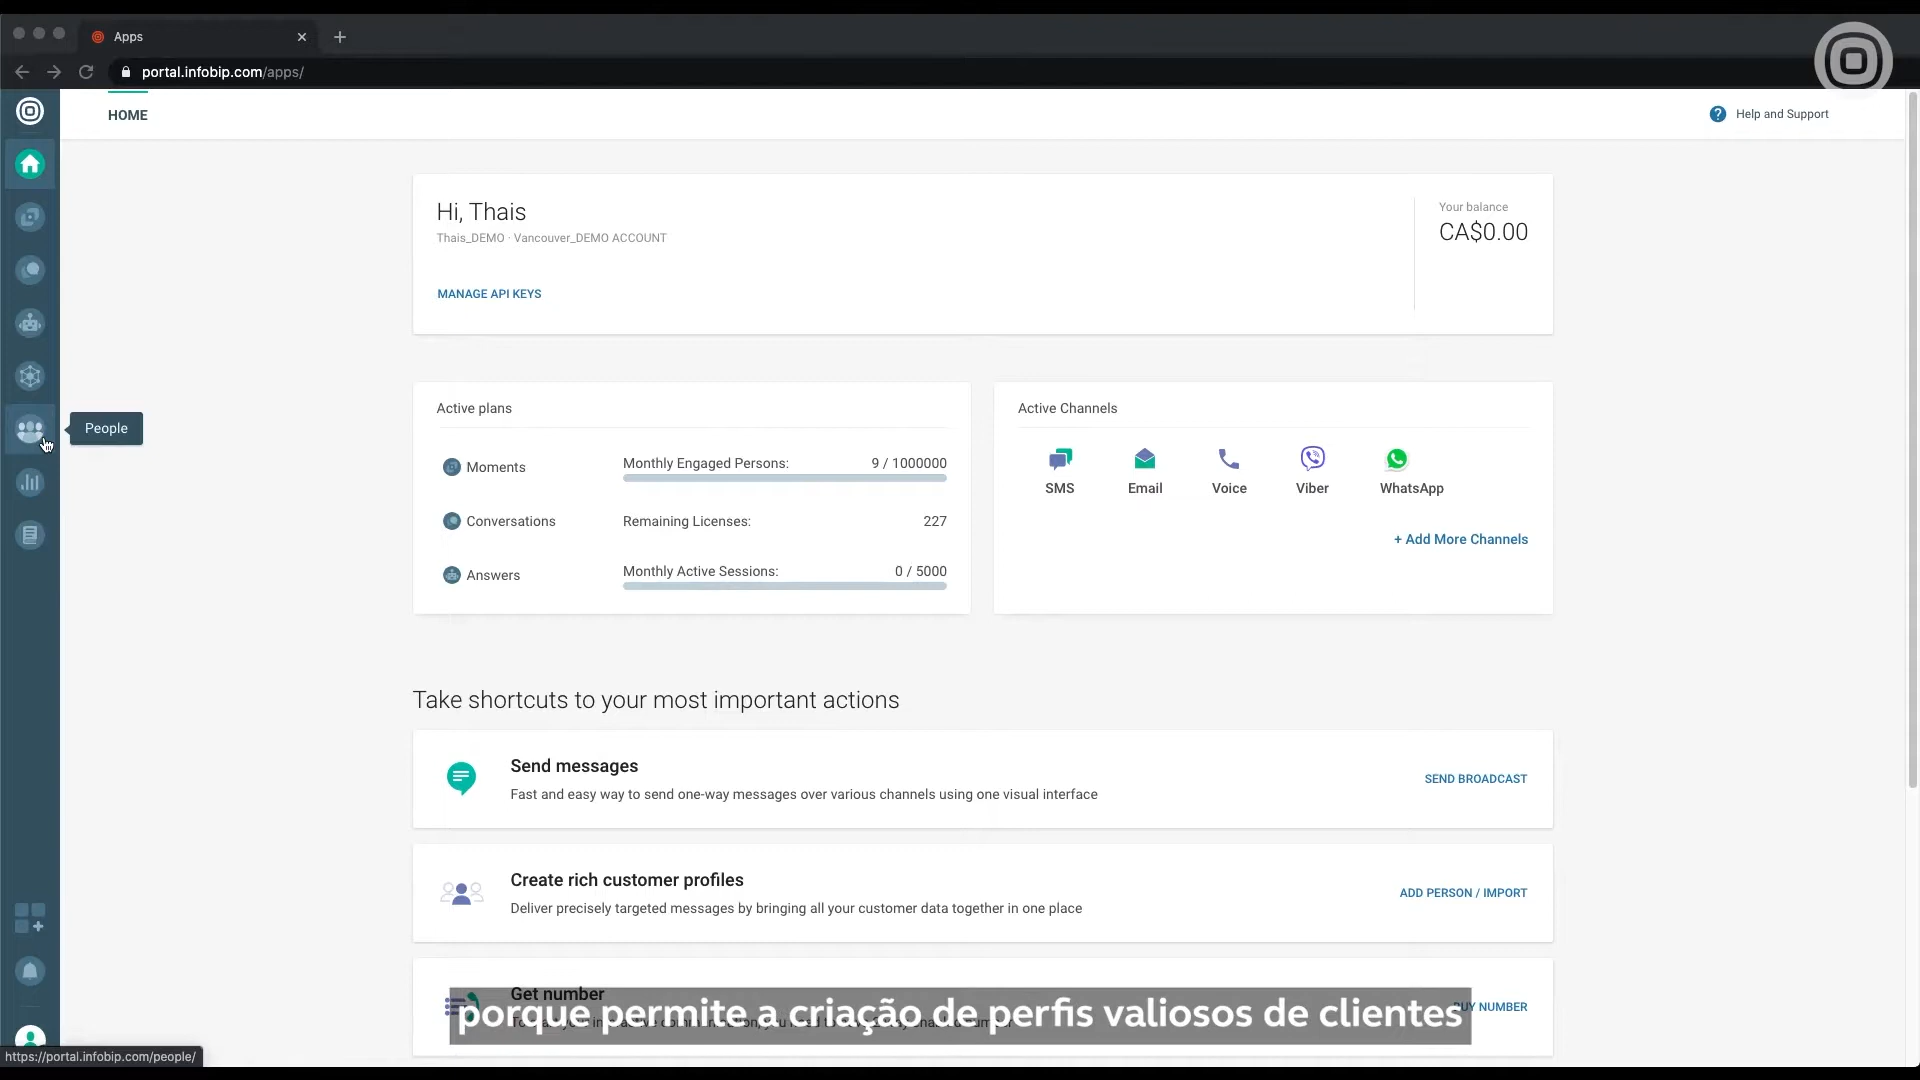 Apps
portal.infobip.com/apps/
HOME
Help and Support
Hi, Thais
Thais_DEMO · Vancouver_DEMO ACCOUNT
MANAGE API KEYS
Your balance
CA$0.00
People
Active plans
Moments
Monthly Engaged Persons: 9 / 1000000
Conversations
Remaining Licenses: 227
Answers
Monthly Active Sessions: 0 / 5000
Active Channels
SMS
Email
Voice
Viber
WhatsApp
+ Add More Channels
Take shortcuts to your most important actions
Send messages
Fast and easy way to send one-way messages over various channels using one visual interface
SEND BROADCAST
Create rich customer profiles
Deliver precisely targeted messages by bringing all your customer data together in one place
ADD PERSON / IMPORT
Get number
BUY NUMBER
porque permite a criação de perfis valiosos de clientes
https://portal.infobip.com/people/